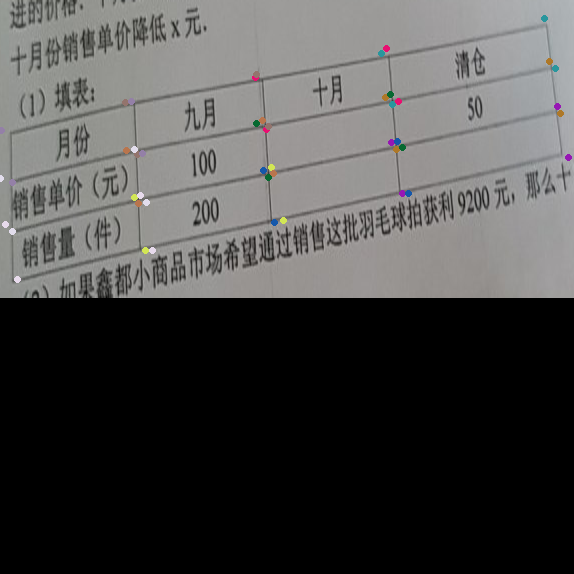 进的价格.
十月份销售单价降低 x 元.
（1）填表:
月份 九月 十月 清仓
销售单价（元） 100 50
销售量（件） 200
（2）如果鑫都小商品市场希望通过销售这批羽毛球拍获利 9200 元，那么十